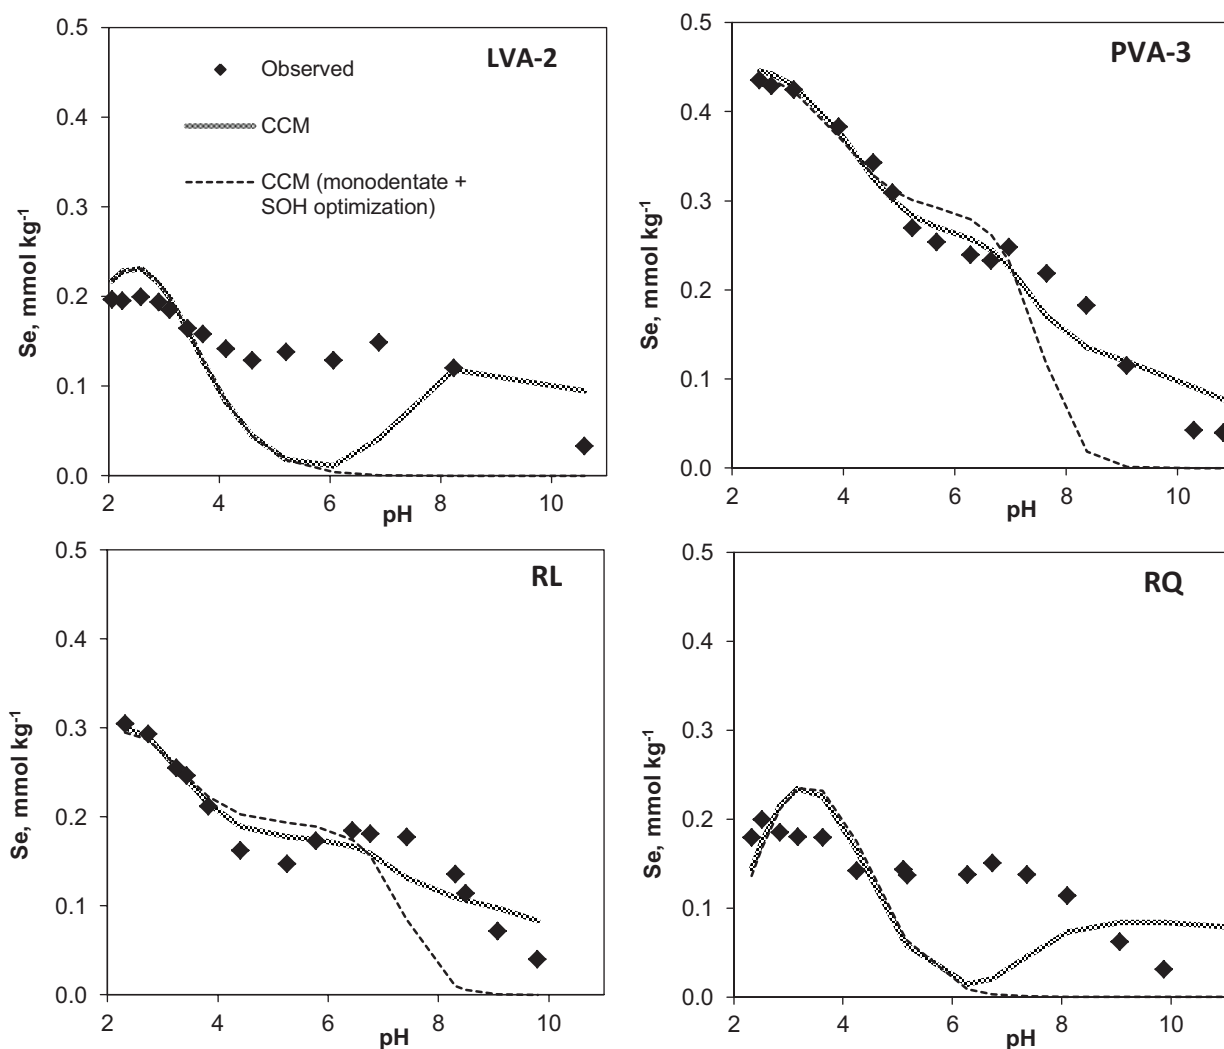 0.5
0.4
0.3
0.2
0.1
0.0
Se, mmol kg-1
LVA-2
Observed
CCM
CCM (monodentate +
SOH optimization)
2 4 6 8 10
pH
0.5
0.4
0.3
0.2
0.1
0.0
Se, mmol kg-1
PVA-3
2 4 6 8 10
pH
0.5
0.4
0.3
0.2
0.1
0.0
Se, mmol kg-1
RL
2 4 6 8 10
pH
0.5
0.4
0.3
0.2
0.1
0.0
Se, mmol kg-1
RQ
2 4 6 8 10
pH